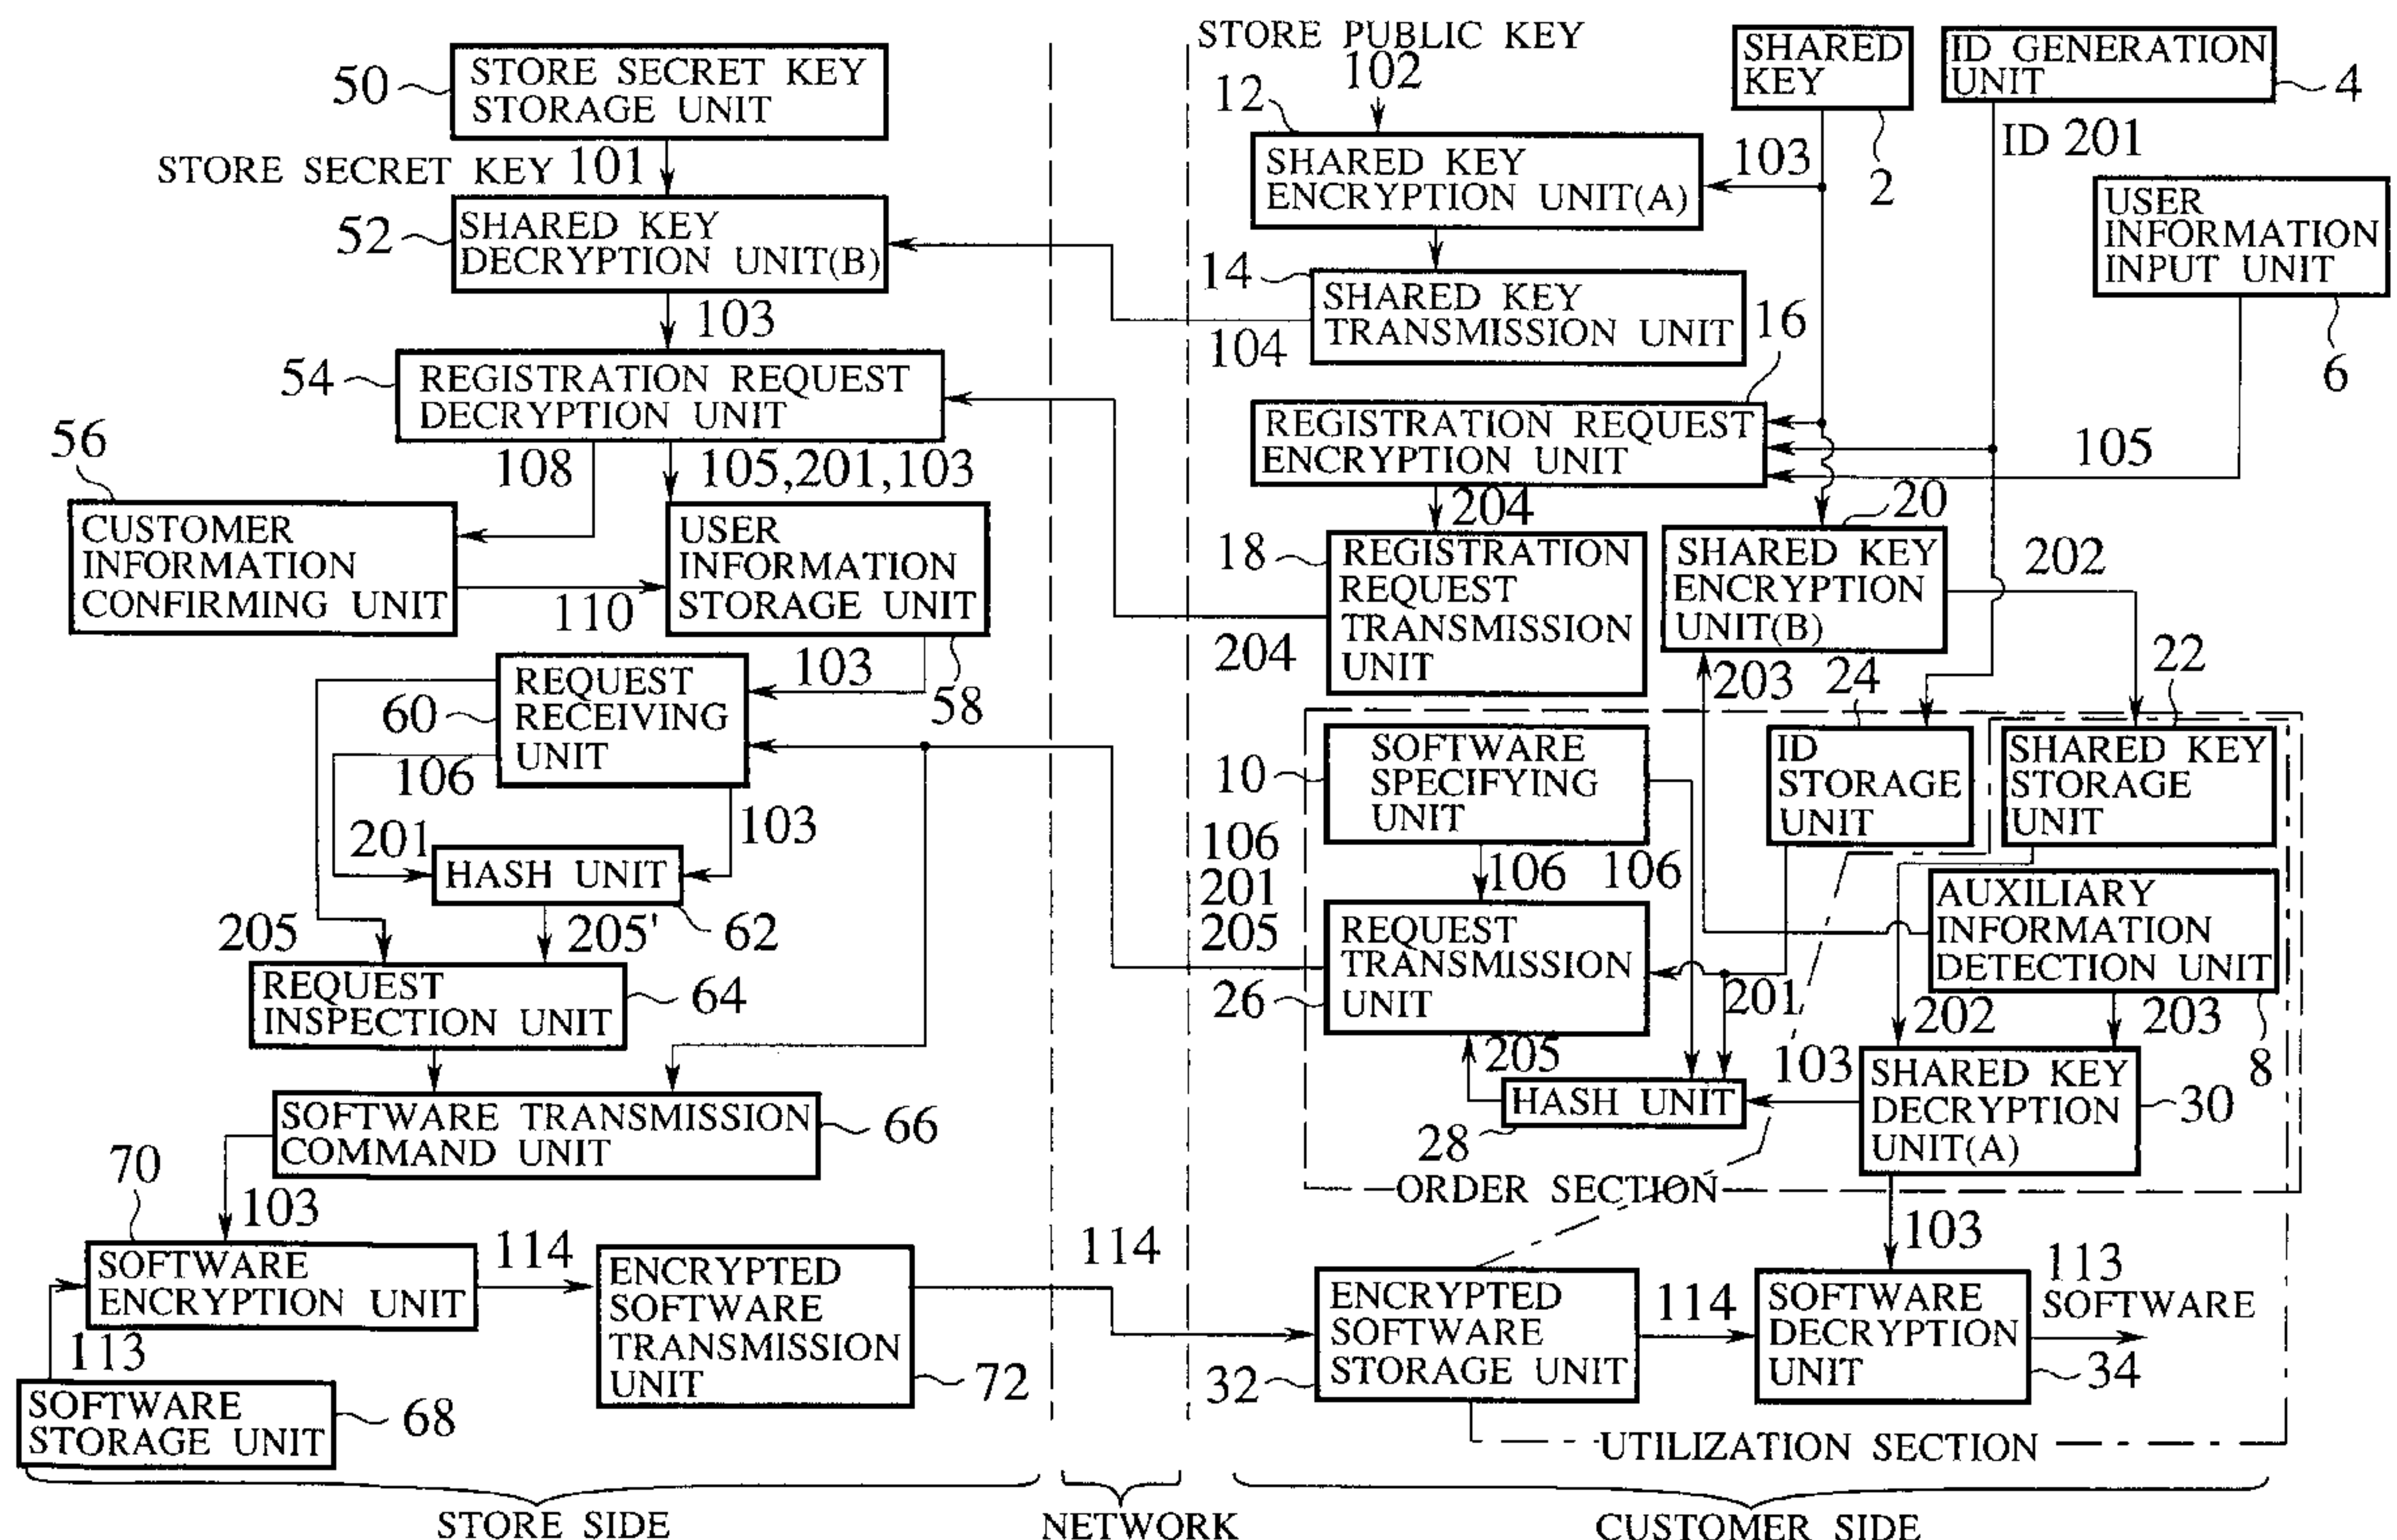 STORE SECRET KEY
STORAGE UNIT
50
STORE SECRET KEY 101
SHARED KEY
DECRYPTION UNIT(B)
52
103
REGISTRATION REQUEST
DECRYPTION UNIT
54
56
108
105,201,103
CUSTOMER
INFORMATION
CONFIRMING UNIT
110
USER
INFORMATION
STORAGE UNIT
58
103
REQUEST
RECEIVING
UNIT
60
106
103
201
HASH UNIT
62
205
205'
REQUEST
INSPECTION UNIT
64
SOFTWARE TRANSMISSION
COMMAND UNIT
66
70
103
SOFTWARE
ENCRYPTION UNIT
114
ENCRYPTED
SOFTWARE
TRANSMISSION
UNIT
72
113
SOFTWARE
STORAGE UNIT
68
STORE SIDE
114
NETWORK
STORE PUBLIC KEY
102
12
SHARED KEY
ENCRYPTION UNIT(A)
103
SHARED
KEY
2
ID GENERATION
UNIT
4
ID 201
USER
INFORMATION
INPUT UNIT
6
14
SHARED KEY
TRANSMISSION UNIT
104
16
REGISTRATION REQUEST
ENCRYPTION UNIT
105
204
18
REGISTRATION
REQUEST
TRANSMISSION
UNIT
204
20
SHARED KEY
ENCRYPTION
UNIT(B)
202
203
24
22
10
SOFTWARE
SPECIFYING
UNIT
ID
STORAGE
UNIT
SHARED KEY
STORAGE
UNIT
106
201
205
106
106
REQUEST
TRANSMISSION
UNIT
26
201
AUXILIARY
INFORMATION
DETECTION UNIT
8
202
203
205
HASH UNIT
28
103
SHARED KEY
DECRYPTION
UNIT(A)
30
ORDER SECTION
103
ENCRYPTED
SOFTWARE
STORAGE UNIT
32
114
SOFTWARE
DECRYPTION
UNIT
34
113
SOFTWARE
UTILIZATION SECTION
CUSTOMER SIDE